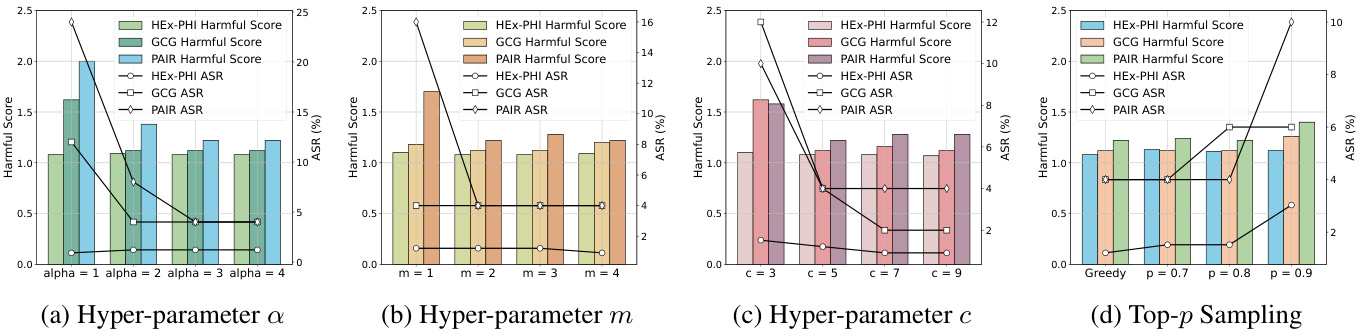 2.5
2.0
1.5
1.0
0.5
0.0
Harmful Score
25
20
15
10
5
0
ASR (%)
HEx-PHI Harmful Score
GCG Harmful Score
PAIR Harmful Score
HEx-PHI ASR
GCG ASR
PAIR ASR
alpha = 1 alpha = 2 alpha = 3 alpha = 4
(a) Hyper-parameter α
2.5
2.0
1.5
1.0
0.5
0.0
Harmful Score
16
14
12
10
8
6
4
2
ASR (%)
HEx-PHI Harmful Score
GCG Harmful Score
PAIR Harmful Score
HEx-PHI ASR
GCG ASR
PAIR ASR
m = 1 m = 2 m = 3 m = 4
(b) Hyper-parameter m
2.5
2.0
1.5
1.0
0.5
0.0
Harmful Score
12
10
8
6
4
2
ASR (%)
HEx-PHI Harmful Score
GCG Harmful Score
PAIR Harmful Score
HEx-PHI ASR
GCG ASR
PAIR ASR
c = 3 c = 5 c = 7 c = 9
(c) Hyper-parameter c
2.5
2.0
1.5
1.0
0.5
0.0
Harmful Score
10
8
6
4
2
ASR (%)
HEx-PHI Harmful Score
GCG Harmful Score
PAIR Harmful Score
HEx-PHI ASR
GCG ASR
PAIR ASR
Greedy p = 0.7 p = 0.8 p = 0.9
(d) Top-p Sampling